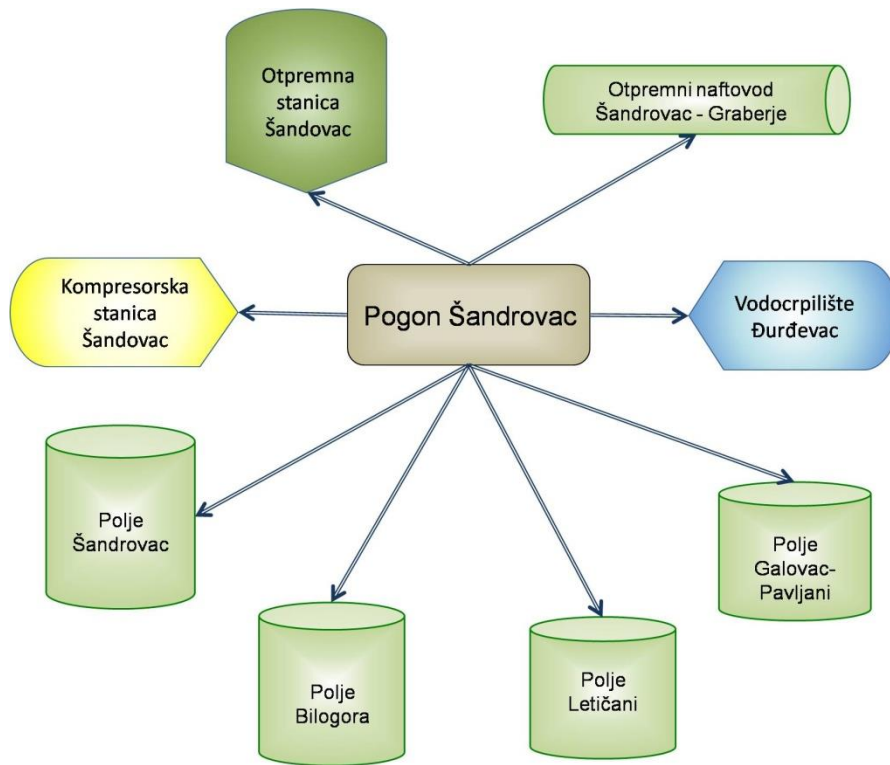 Otpremna
stanica
Šandovac
Otpremni naftovod
Šandrovac - Graberje
Kompresorska
stanica
Šandovac
Pogon Šandrovac
Vodocrpilište
Đurđevac
Polje
Šandrovac
Polje
Bilogora
Polje
Letičani
Polje
Galovac-
Pavljani